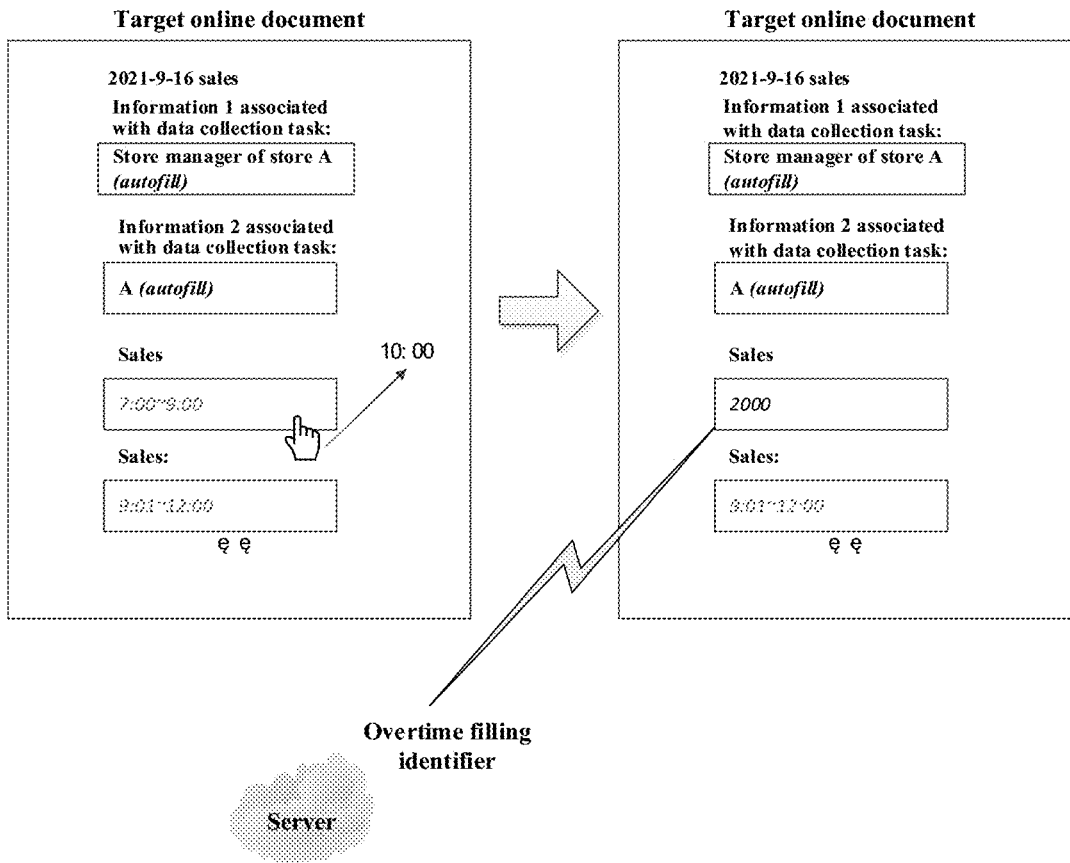 Target online document
2021-9-16 sales
Information 1 associated
with data collection task:
Store manager of store A
(autofill)
Information 2 associated
with data collection task:
A (autofill)
Sales
7:00~9:00
10: 00
Sales:
9:01~12:00
ę ę
Target online document
2021-9-16 sales
Information 1 associated
with data collection task:
Store manager of store A
(autofill)
Information 2 associated
with data collection task:
A (autofill)
Sales
2000
Sales:
9:01~12:00
ę ę
Overtime filling
identifier
Server